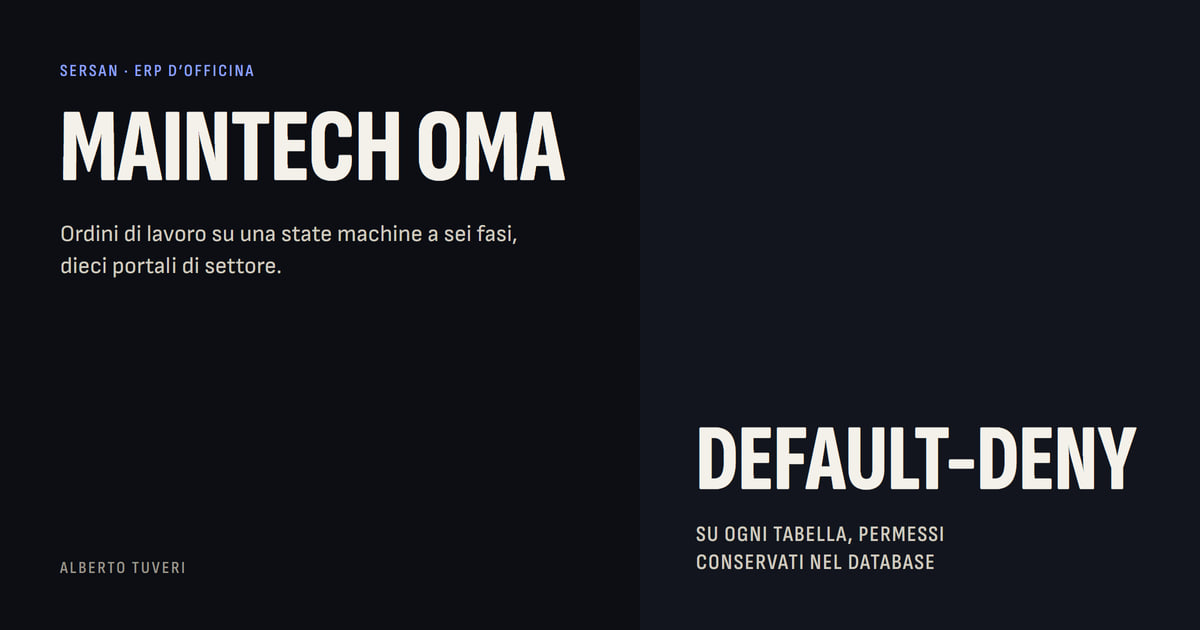 SERSAN · ERP D'OFFICINA
MAINTECH OMA
Ordini di lavoro su una state machine a sei fasi,
dieci portali di settore.
ALBERTO TUVERI
DEFAULT-DENY
SU OGNI TABELLA, PERMESSI
CONSERVATI NEL DATABASE